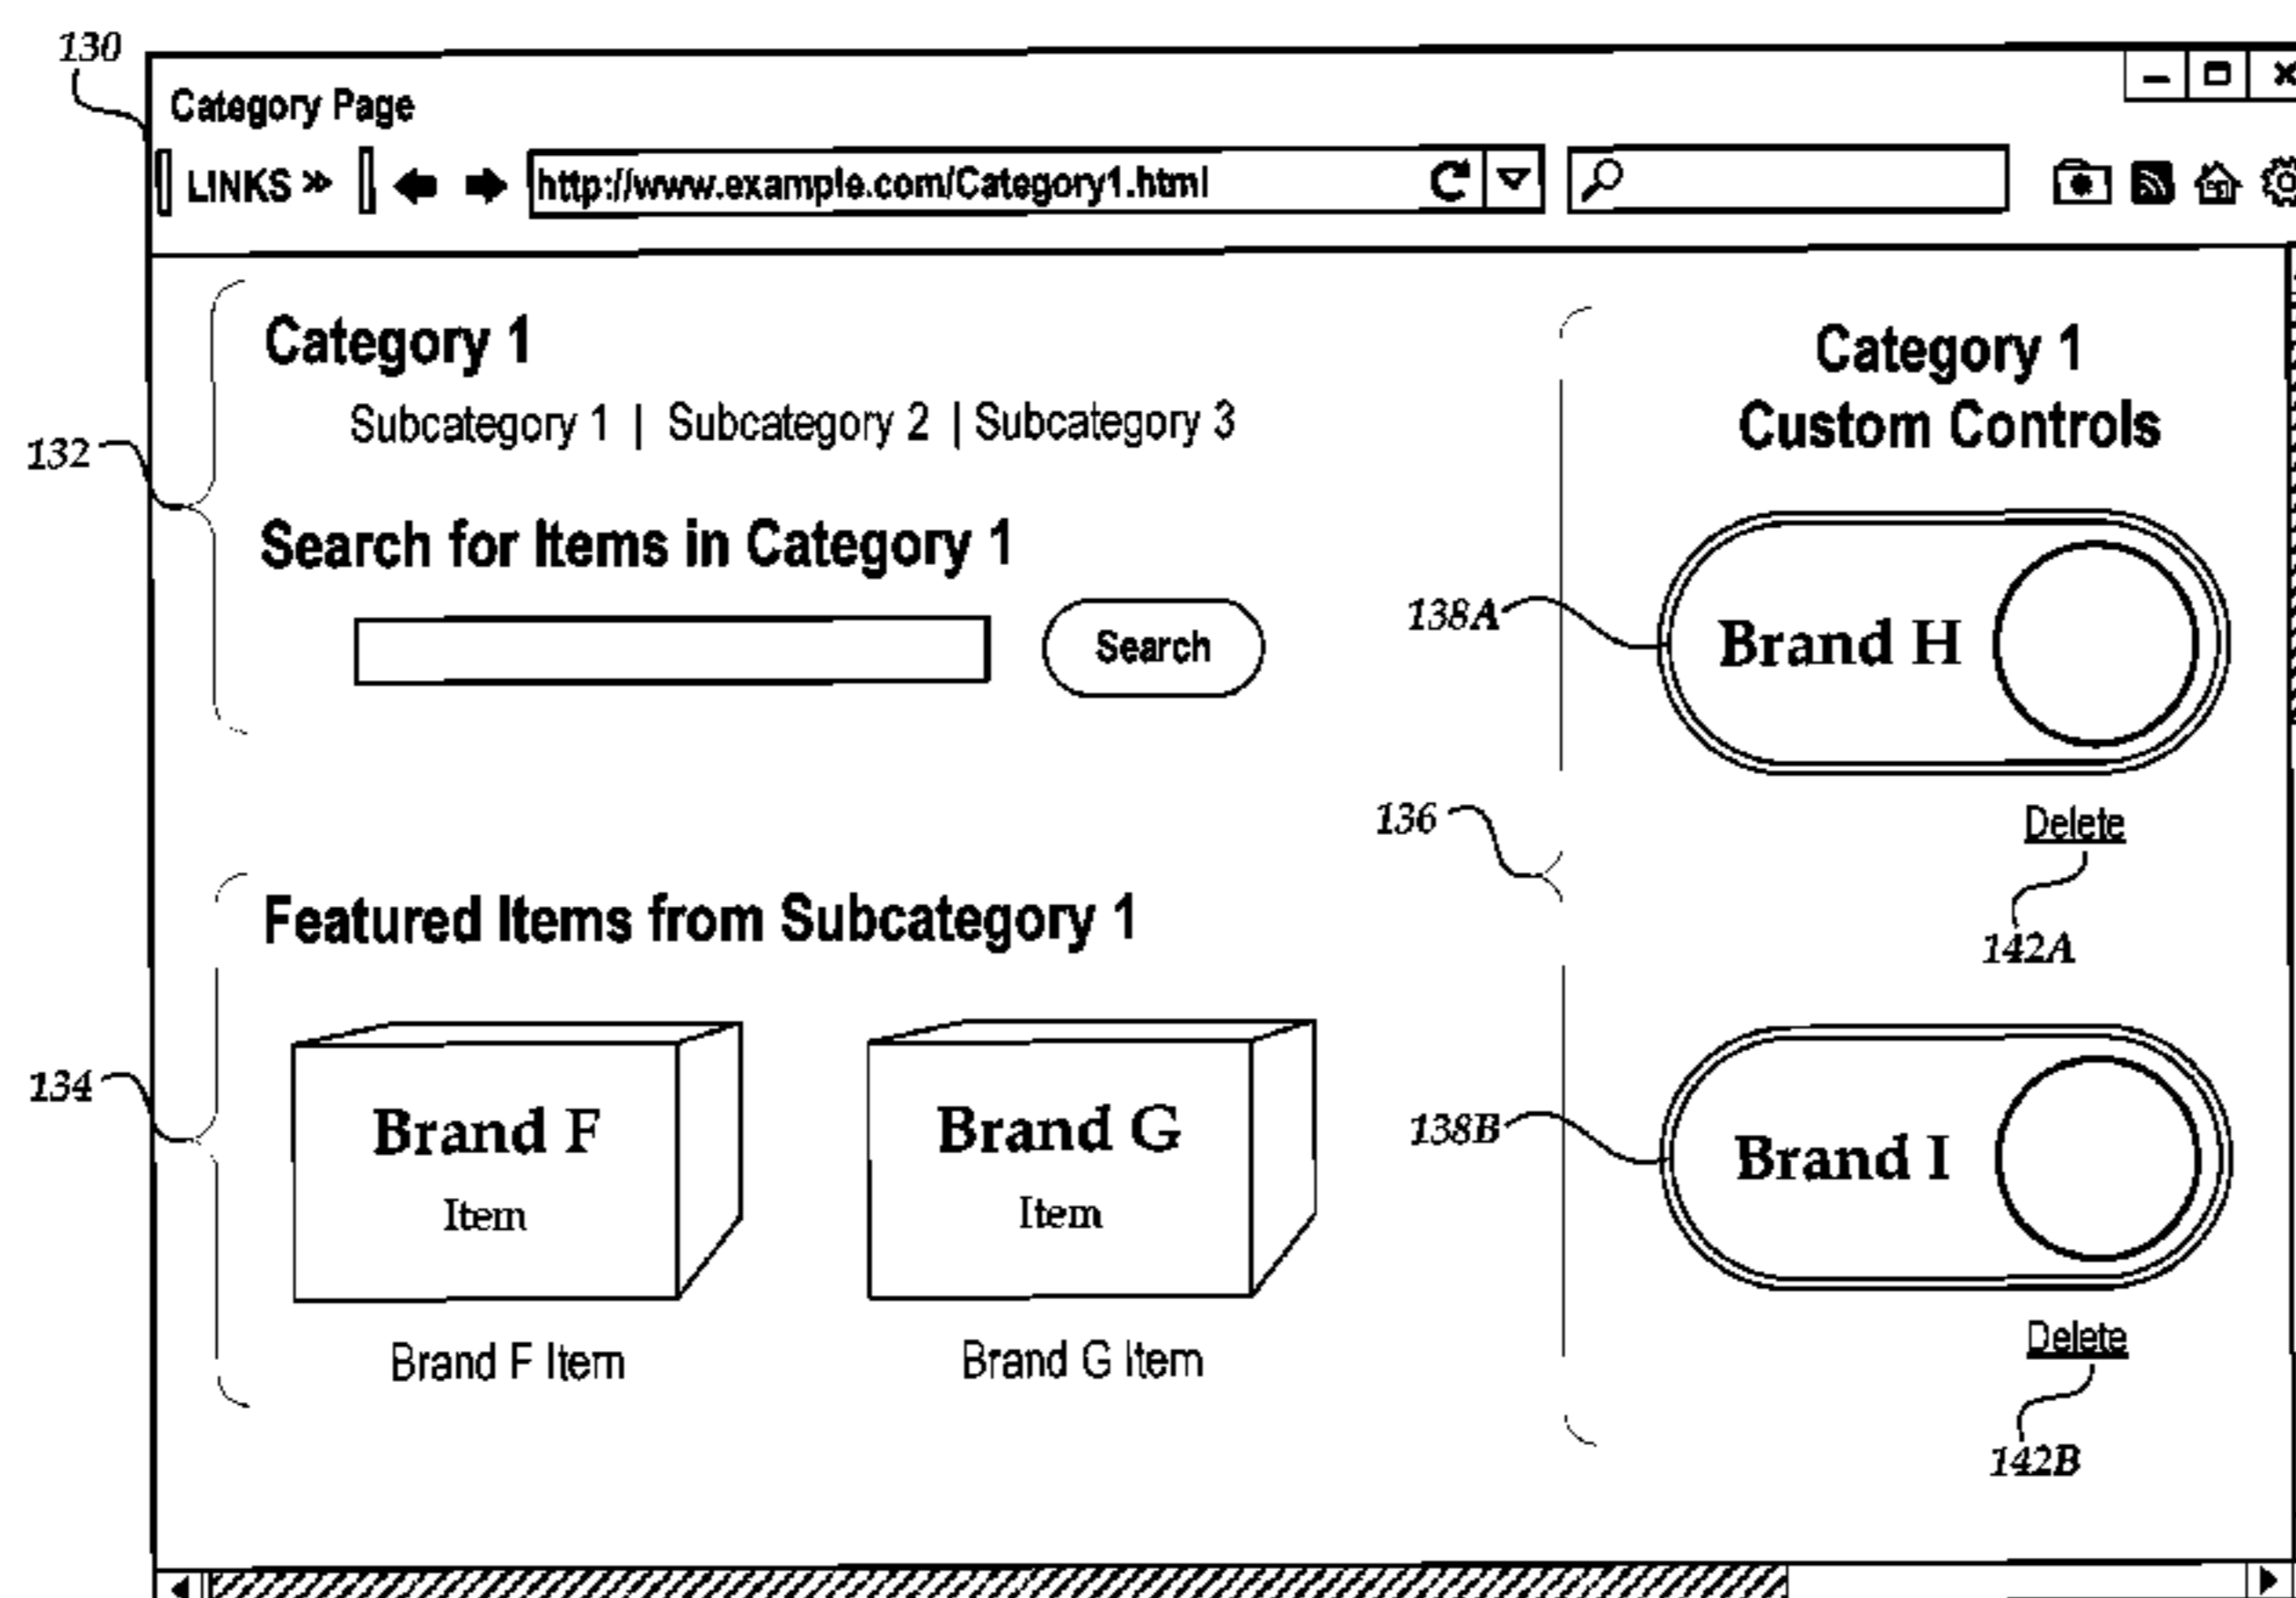 130
Category Page
LINKS »
http://www.example.com/Category1.html
132
Category 1
Subcategory 1 | Subcategory 2 | Subcategory 3
Search for Items in Category 1
Search
134
Featured Items from Subcategory 1
Brand F
Item
Brand F Item
Brand G
Item
Brand G Item
136
Category 1
Custom Controls
138A
Brand H
Delete
142A
138B
Brand I
Delete
142B